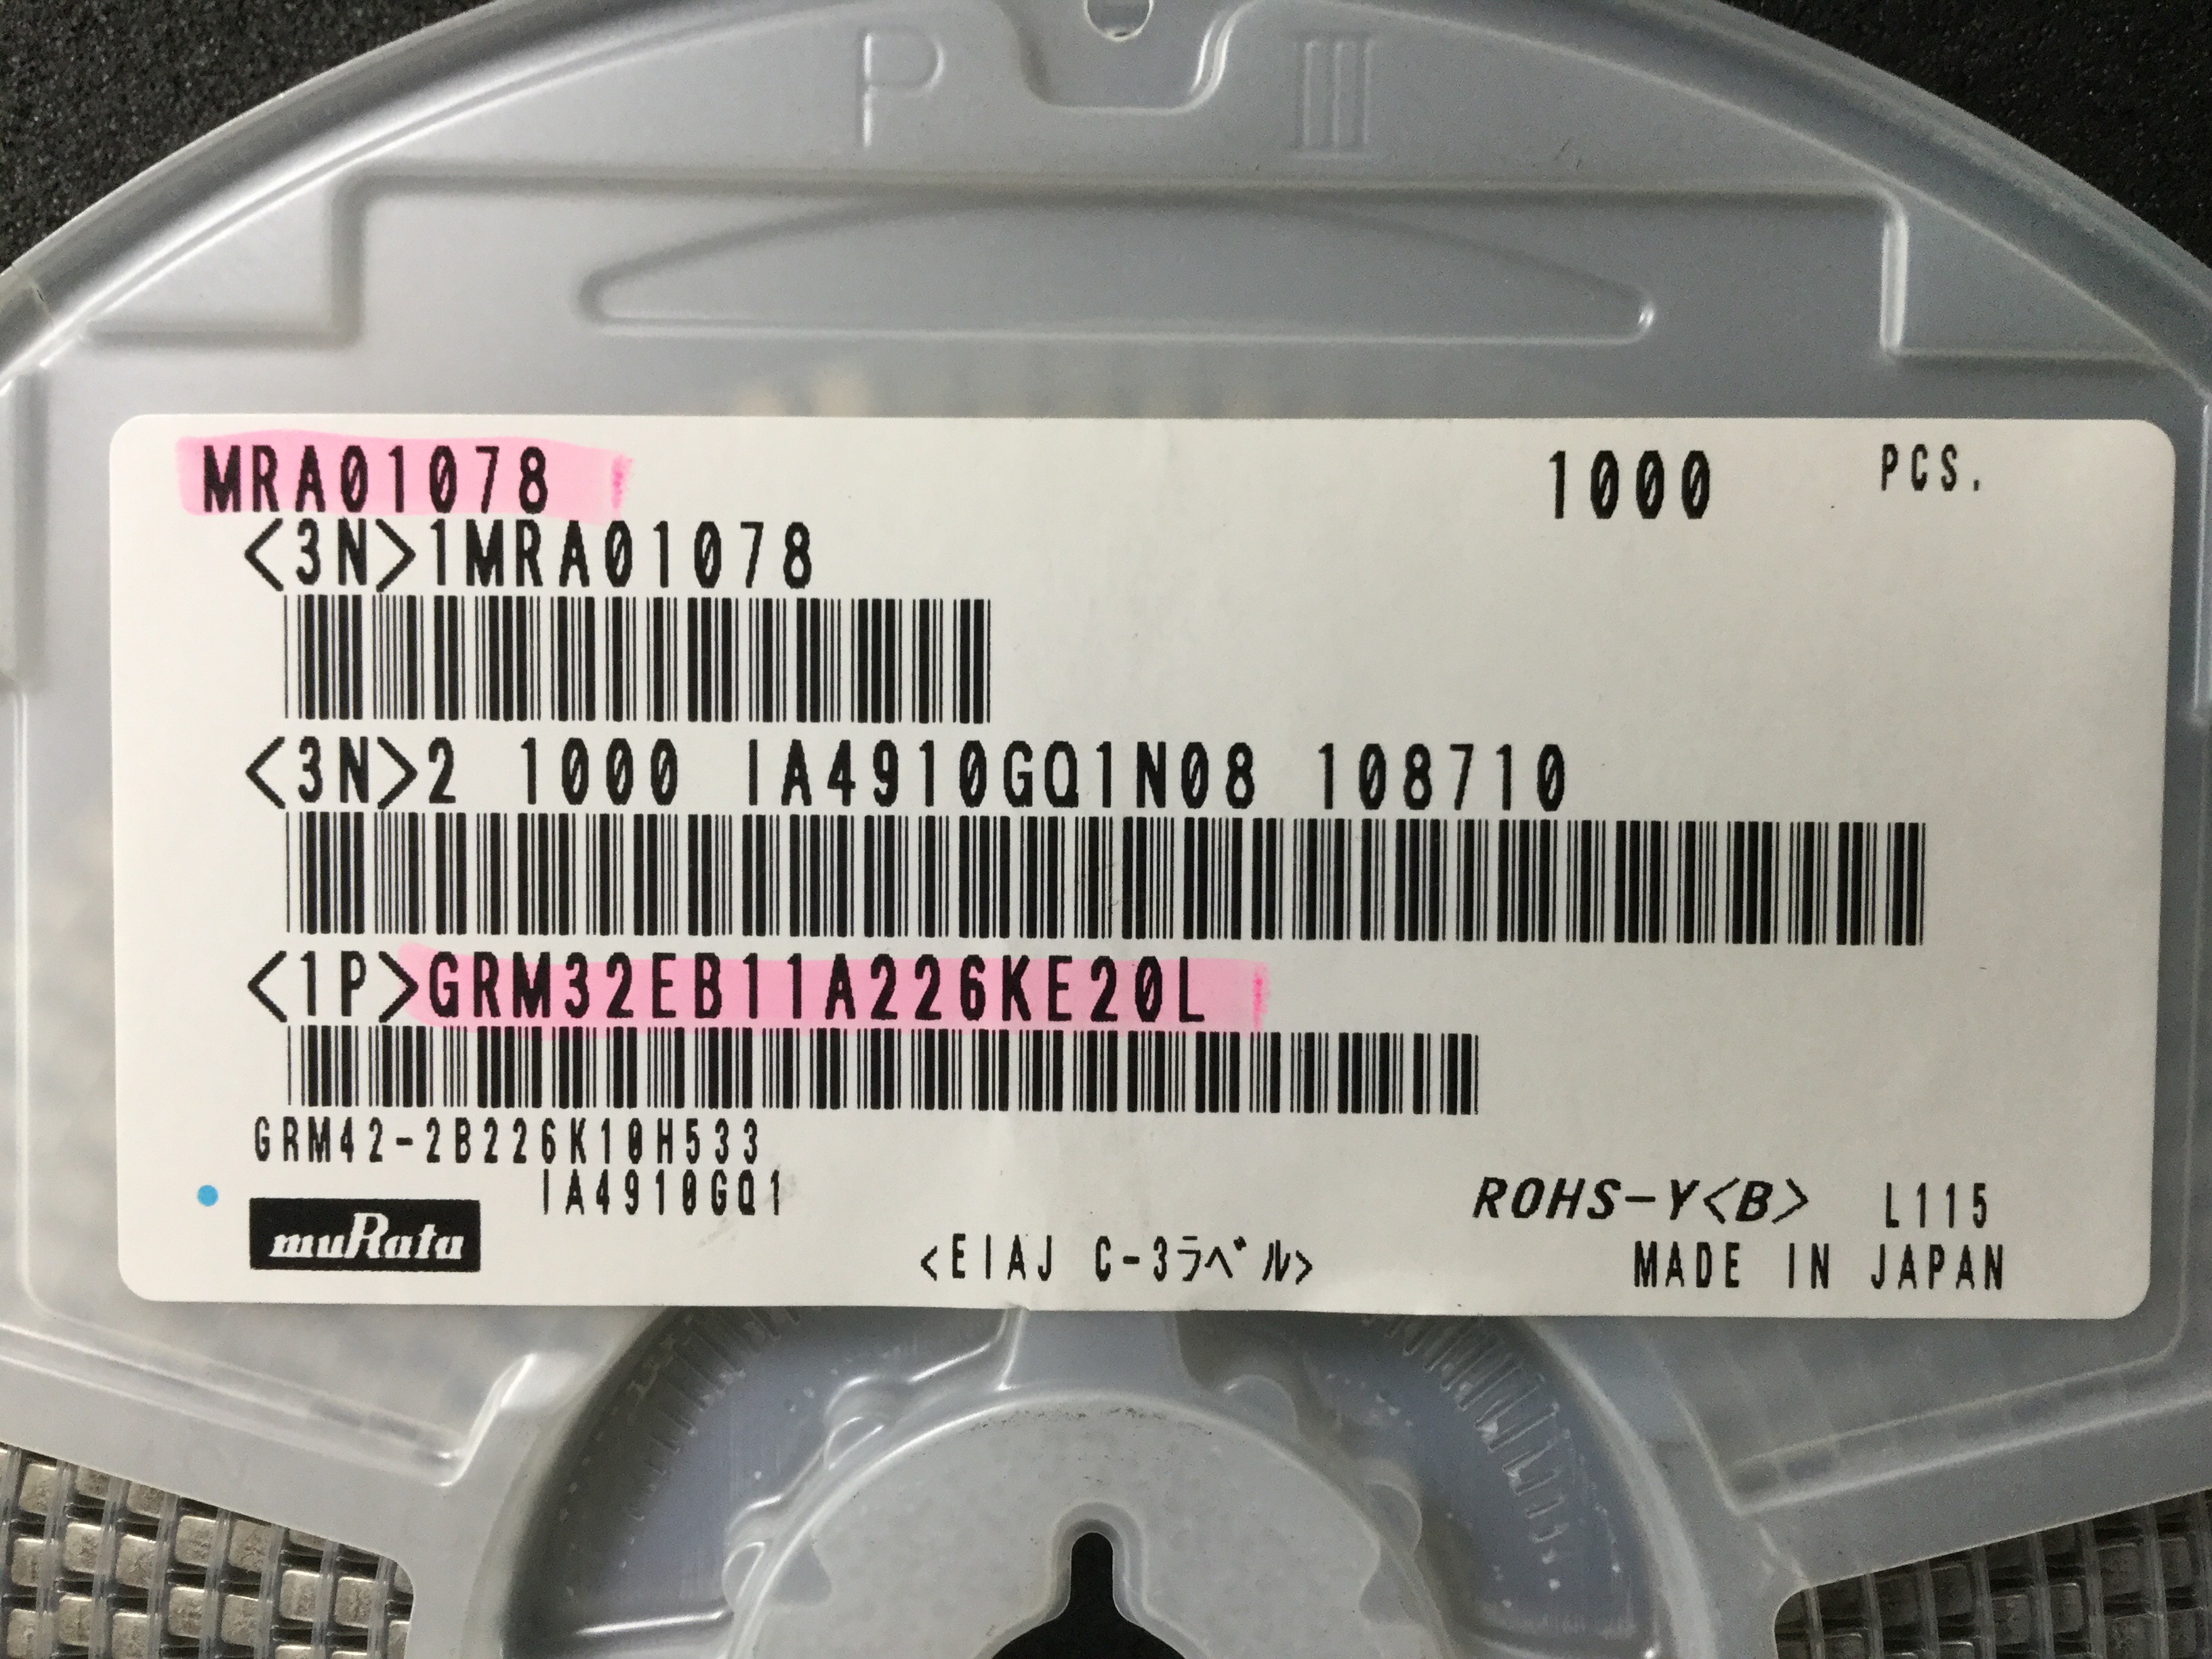 P III
MRA01078 1000 PCS.
<3N>1MRA01078
<3N>2 1000 IA4910GQ1N08 108710
<1P>GRM32EB11A226KE20L
GRM42-2B226K10H533
IA4910GQ1
muRata
ROHS-Y<B> L115
<EIAJ C-3ラベル>
MADE IN JAPAN